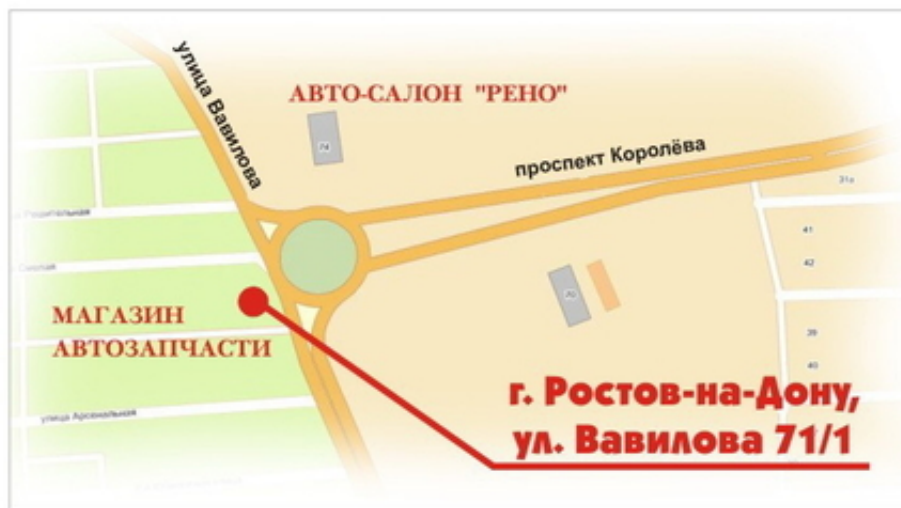 улица Вавилова
АВТО-САЛОН "РЕНО"
74
проспект Королёва
31а
41
42
70
МАГАЗИН
АВТОЗАПЧАСТИ
39
40
улица Арсенальная
г. Ростов-на-Дону,
ул. Вавилова 71/1